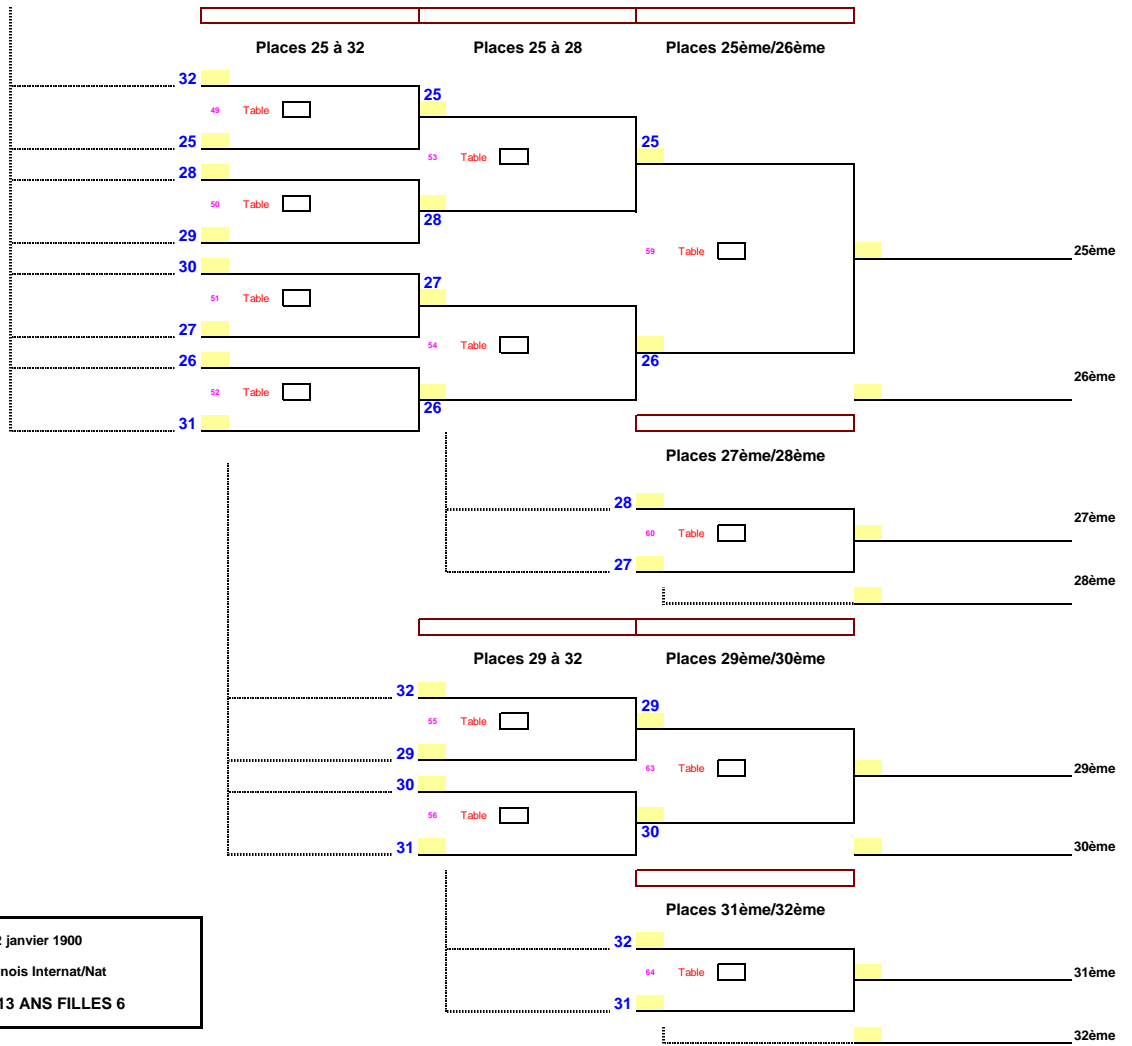 Places 25 à 32 Places 25 à 28 Places 25ème/26ème
32
25
49 Table
25
25
53 Table
28
50 Table
28
29
59 Table
25ème
30
27
51 Table
27
54 Table
26
26
26ème
52 Table
26
31
Places 27ème/28ème
28
27ème
60 Table
27
28ème
Places 29 à 32 Places 29ème/30ème
32
29
55 Table
29
63 Table
29ème
30
56 Table
30
31
30ème
Places 31ème/32ème
32
64 Table
31ème
31
32ème
janvier 1900
Internat/Nat
13 ANS FILLES 6